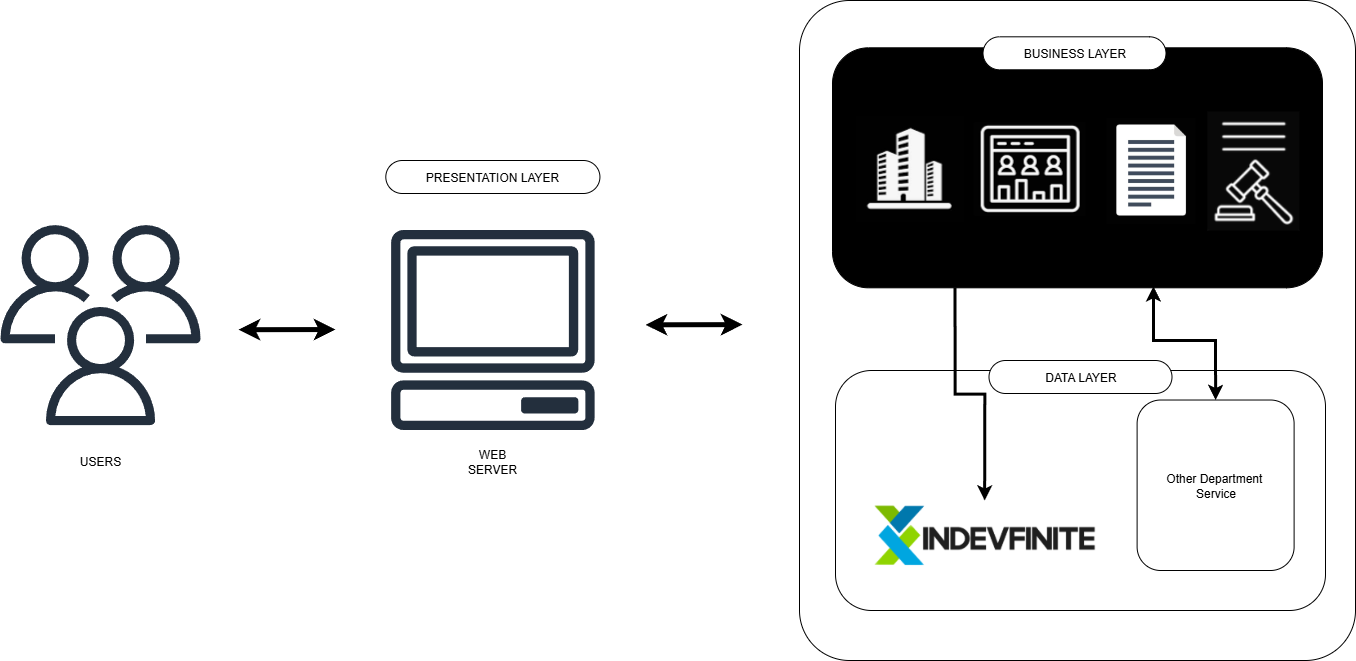 BUSINESS LAYER
PRESENTATION LAYER
USERS
WEB
SERVER
DATA LAYER
Other Department
Service
INDEVFINITE